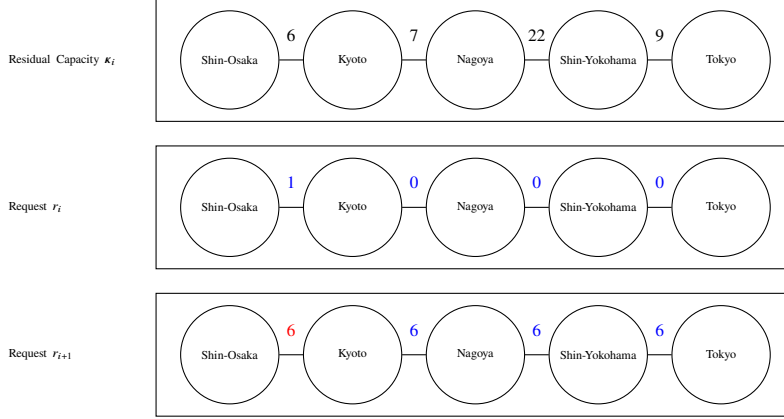 6 7 22 9
Residual Capacity κᵢ Shin-Osaka Kyoto Nagoya Shin-Yokohama Tokyo
1 0 0 0
Request rᵢ Shin-Osaka Kyoto Nagoya Shin-Yokohama Tokyo
6 6 6 6
Request rᵢ₊₁ Shin-Osaka Kyoto Nagoya Shin-Yokohama Tokyo